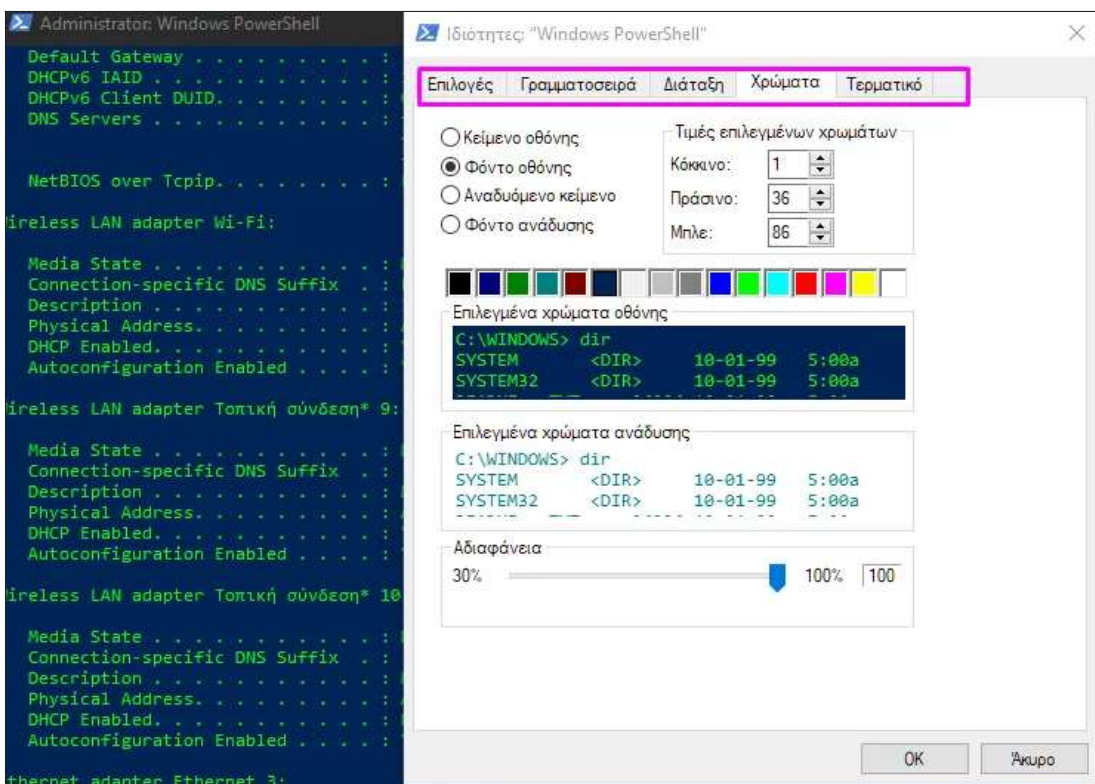 Administrator: Windows PowerShell
Default Gateway . . . . . . . . . :
DHCPv6 IAID . . . . . . . . . . . :
DHCPv6 Client DUID. . . . . . . . :
DNS Servers . . . . . . . . . . . :
NetBIOS over Tcpip. . . . . . . . :
ireless LAN adapter Wi-Fi:
Media State . . . . . . . . . . . :
Connection-specific DNS Suffix  . :
Description . . . . . . . . . . . :
Physical Address. . . . . . . . . :
DHCP Enabled. . . . . . . . . . . :
Autoconfiguration Enabled . . . . :
ireless LAN adapter Τοπική σύνδεση* 9:
Media State . . . . . . . . . . . :
Connection-specific DNS Suffix  . :
Description . . . . . . . . . . . :
Physical Address. . . . . . . . . :
DHCP Enabled. . . . . . . . . . . :
Autoconfiguration Enabled . . . . :
ireless LAN adapter Τοπική σύνδεση* 10
Media State . . . . . . . . . . . :
Connection-specific DNS Suffix  . :
Description . . . . . . . . . . . :
Physical Address. . . . . . . . . :
DHCP Enabled. . . . . . . . . . . :
Autoconfiguration Enabled . . . . :
thernet adapter Ethernet 3:
Ιδιότητες: "Windows PowerShell"
Επιλογές Γραμματοσειρά Διάταξη Χρώματα Τερματικό
Κείμενο οθόνης
Φόντο οθόνης
Αναδυόμενο κείμενο
Φόντο ανάδυσης
Τιμές επιλεγμένων χρωμάτων
Κόκκινο: 1
Πράσινο: 36
Μπλε: 86
Επιλεγμένα χρώματα οθόνης
C:\WINDOWS> dir
SYSTEM <DIR> 10-01-99 5:00a
SYSTEM32 <DIR> 10-01-99 5:00a
Επιλεγμένα χρώματα ανάδυσης
C:\WINDOWS> dir
SYSTEM <DIR> 10-01-99 5:00a
SYSTEM32 <DIR> 10-01-99 5:00a
Αδιαφάνεια
30% 100% 100
OK Άκυρο